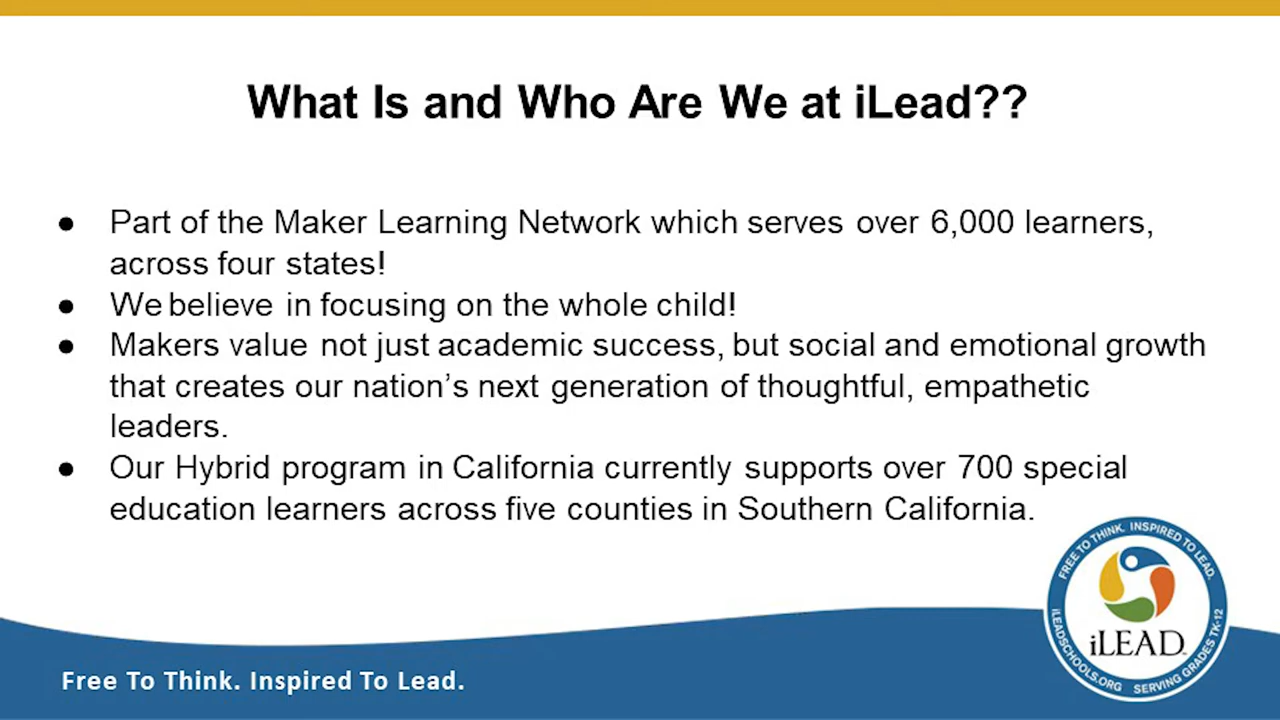 What Is and Who Are We at iLead??
● Part of the Maker Learning Network which serves over 6,000 learners,
across four states!
● We believe in focusing on the whole child!
● Makers value not just academic success, but social and emotional growth
that creates our nation’s next generation of thoughtful, empathetic
leaders.
● Our Hybrid program in California currently supports over 700 special
education learners across five counties in Southern California.
FREE TO THINK. INSPIRED TO LEAD.
iLEAD
iLEADSCHOOLS.ORG
SERVING GRADES TK-12
Free To Think. Inspired To Lead.